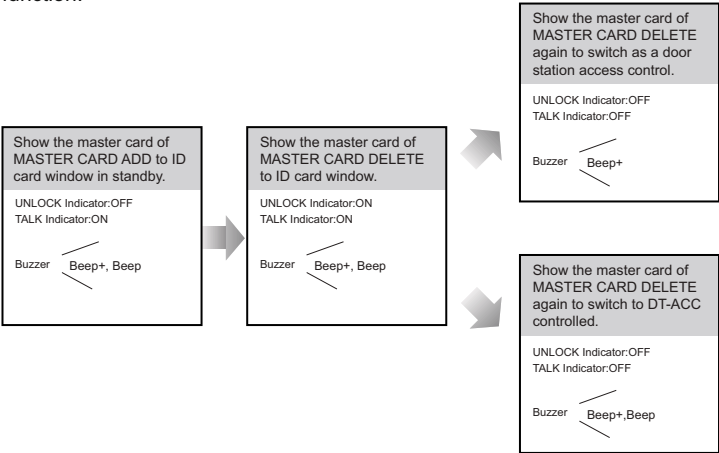 function.
Show the master card of
MASTER CARD ADD to ID
card window in standby.
UNLOCK Indicator:OFF
TALK Indicator:ON
Buzzer Beep+, Beep
Show the master card of
MASTER CARD DELETE
to ID card window.
UNLOCK Indicator:ON
TALK Indicator:ON
Buzzer Beep+, Beep
Show the master card of
MASTER CARD DELETE
again to switch as a door
station access control.
UNLOCK Indicator:OFF
TALK Indicator:OFF
Buzzer Beep+
Show the master card of
MASTER CARD DELETE
again to switch to DT-ACC
controlled.
UNLOCK Indicator:OFF
TALK Indicator:OFF
Buzzer Beep+,Beep